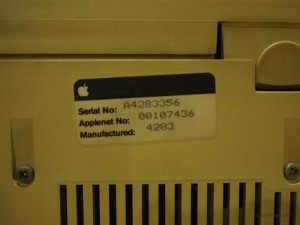 Serial No: A4283356
Applenet No: 00107436
Manufactured: 4283